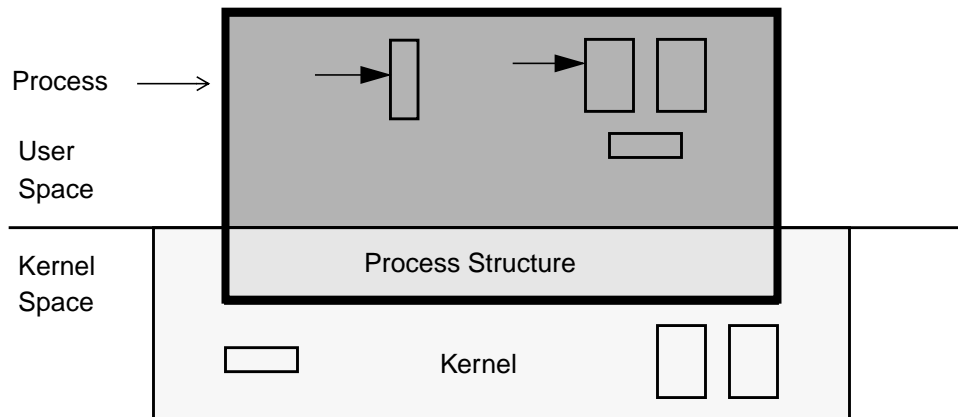 Process
User
Space
Kernel
Space
Process Structure
Kernel